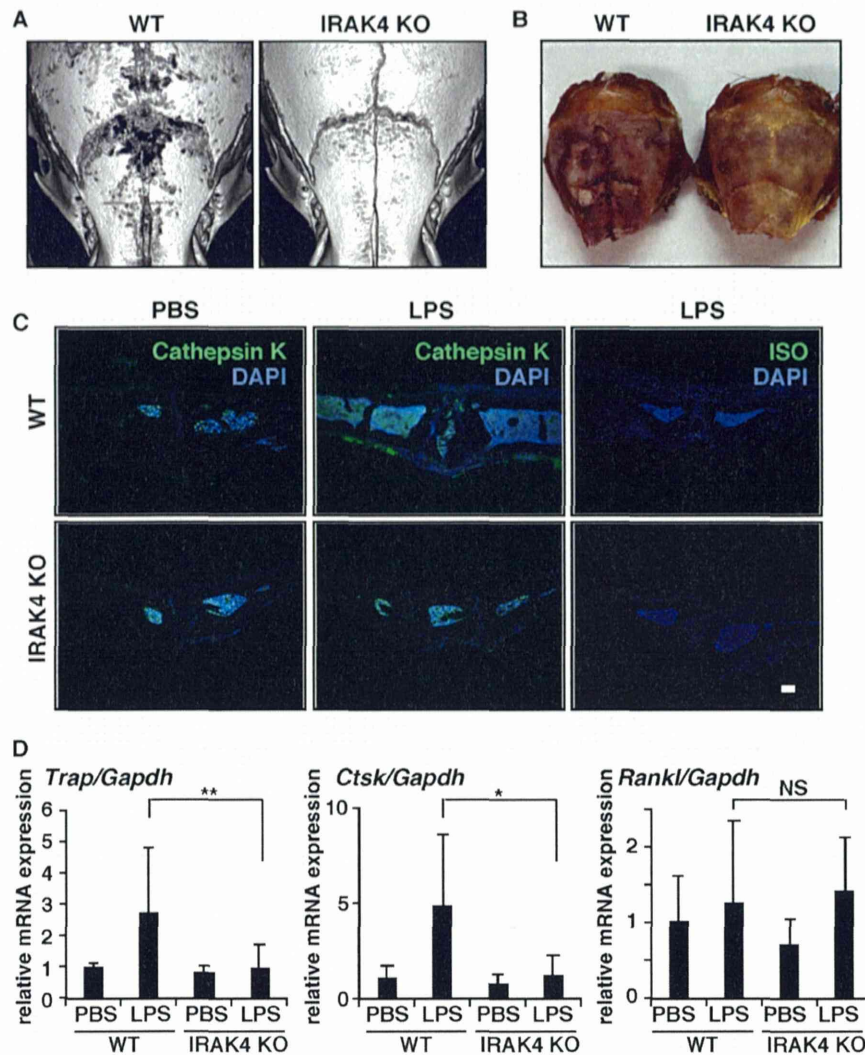 A
WT
IRAK4 KO
B
WT
IRAK4 KO
C
PBS
LPS
LPS
WT
Cathepsin K
DAPI
Cathepsin K
DAPI
ISO
DAPI
IRAK4 KO
D
Trap/Gapdh
relative mRNA expression
6
5
4
3
2
1
0
**
PBS
LPS
PBS
LPS
WT
IRAK4 KO
Ctsk/Gapdh
relative mRNA expression
10
5
0
*
PBS
LPS
PBS
LPS
WT
IRAK4 KO
Rankl/Gapdh
relative mRNA expression
2
1
0
NS
PBS
LPS
PBS
LPS
WT
IRAK4 KO